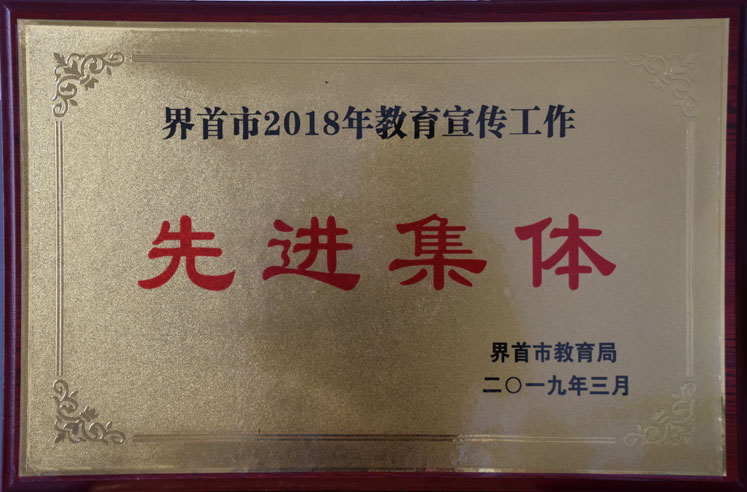 界首市2018年教育宣传工作
先进集体
界首市教育局
二〇一九年三月